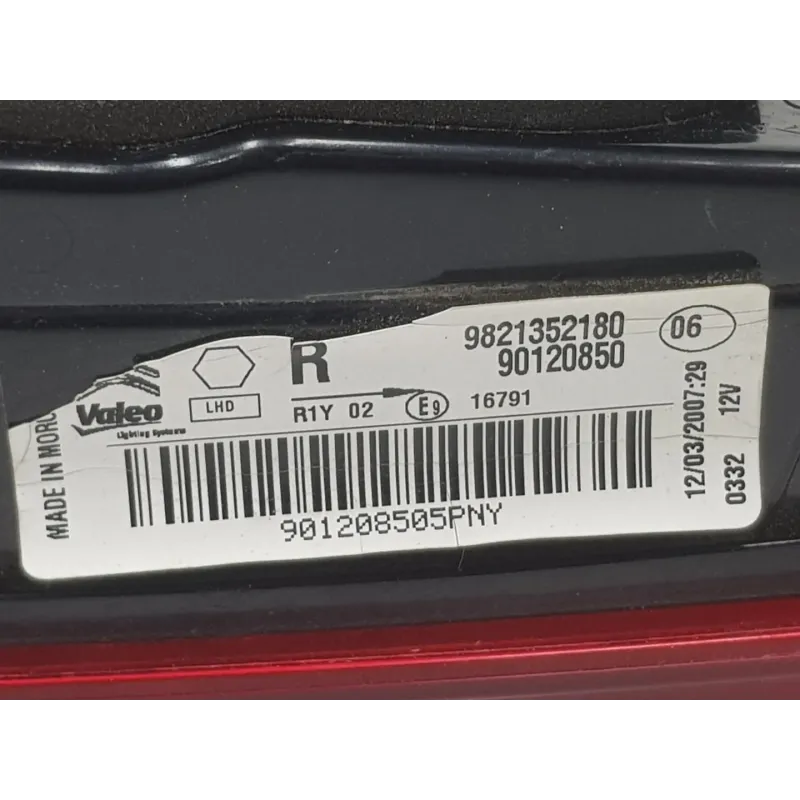 MADE IN MORO
Valeo
Lighting Systems
LHD
R
R1Y 02
E9
16791
9821352180
90120850
06
12/03/2007:29
0332 12V
901208505PNY